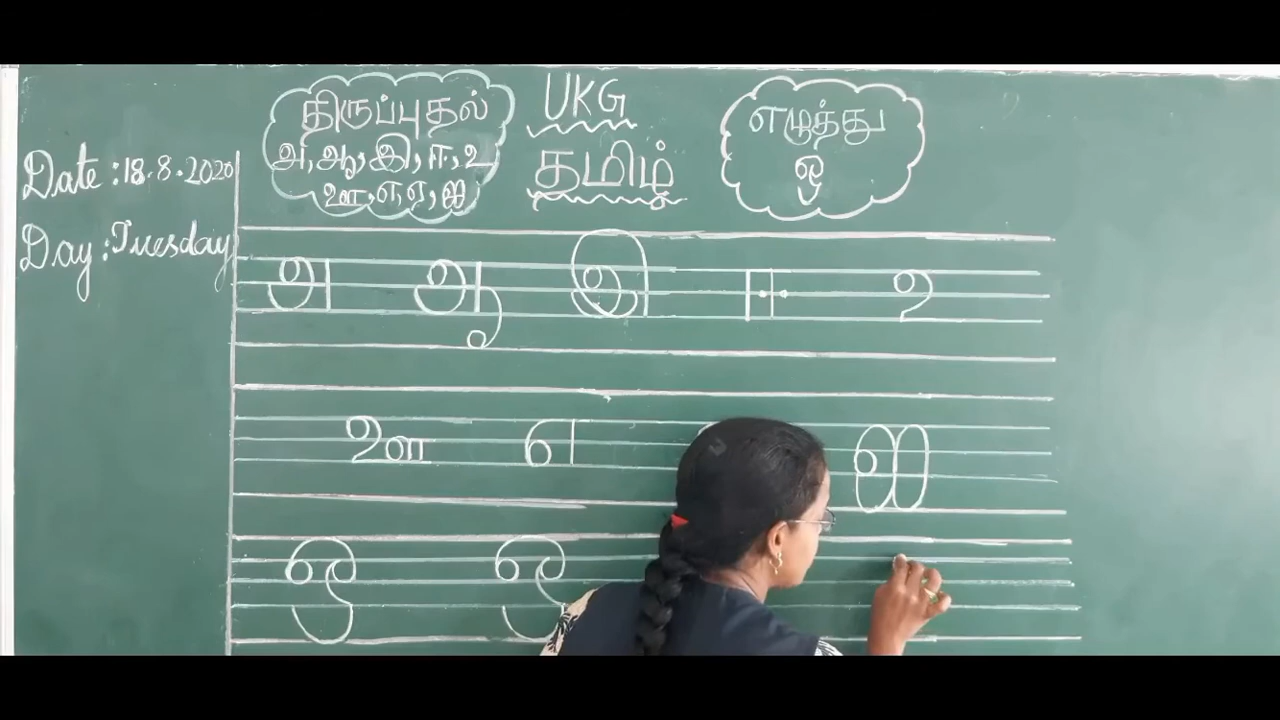 UKG
தமிழ்
திருப்புதல்
அ, ஆ, இ, ஈ, உ
ஊ, எ, ஏ, ஐ
எழுத்து
ஒ
Date : 18.8.2020
Day : Tuesday
அ ஆ இ ஈ உ
ஊ எ ஐ
ஒ ஒ